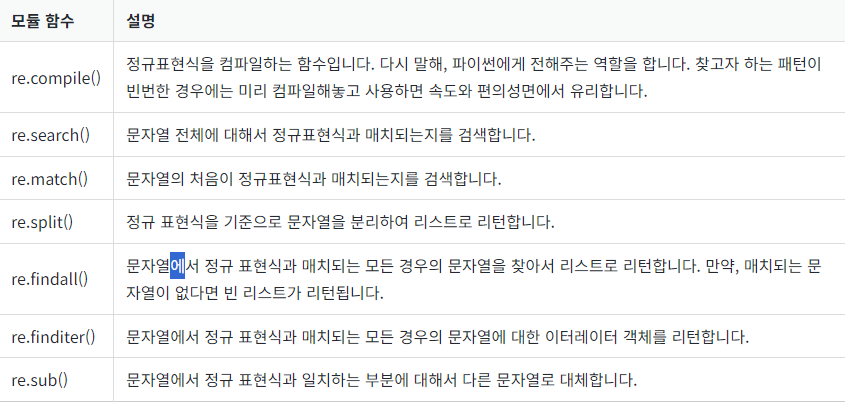 모듈 함수 설명
re.compile() 정규표현식을 컴파일하는 함수입니다. 다시 말해, 파이썬에게 전해주는 역할을 합니다. 찾고자 하는 패턴이
빈번한 경우에는 미리 컴파일해놓고 사용하면 속도와 편의성면에서 유리합니다.
re.search() 문자열 전체에 대해서 정규표현식과 매치되는지를 검색합니다.
re.match() 문자열의 처음이 정규표현식과 매치되는지를 검색합니다.
re.split() 정규 표현식을 기준으로 문자열을 분리하여 리스트로 리턴합니다.
re.findall() 문자열에서 정규 표현식과 매치되는 모든 경우의 문자열을 찾아서 리스트로 리턴합니다. 만약, 매치되는 문
자열이 없다면 빈 리스트가 리턴됩니다.
re.finditer() 문자열에서 정규 표현식과 매치되는 모든 경우의 문자열에 대한 이터레이터 객체를 리턴합니다.
re.sub() 문자열에서 정규 표현식과 일치하는 부분에 대해서 다른 문자열로 대체합니다.